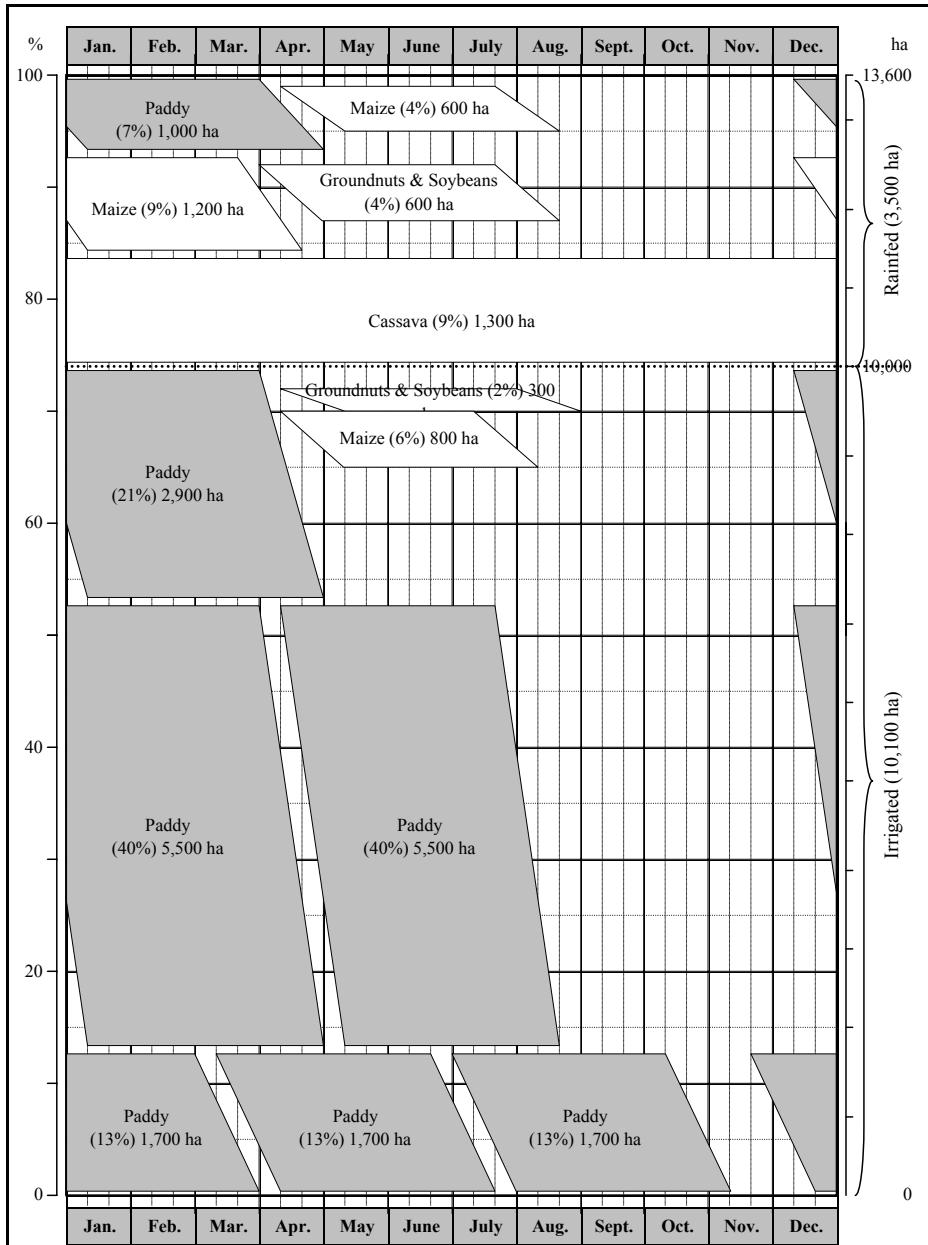 % Jan. Feb. Mar. Apr. May June July Aug. Sept. Oct. Nov. Dec. ha
100 13,600
Paddy
(7%) 1,000 ha
Maize (4%) 600 ha
Groundnuts & Soybeans
(4%) 600 ha
Maize (9%) 1,200 ha
Rainfed (3,500 ha)
80
Cassava (9%) 1,300 ha
10,000
Groundnuts & Soybeans (2%) 300
Maize (6%) 800 ha
Paddy
(21%) 2,900 ha
60
40
Irrigated (10,100 ha)
Paddy
(40%) 5,500 ha
Paddy
(40%) 5,500 ha
20
Paddy
(13%) 1,700 ha
Paddy
(13%) 1,700 ha
Paddy
(13%) 1,700 ha
0 0
Jan. Feb. Mar. Apr. May June July Aug. Sept. Oct. Nov. Dec.